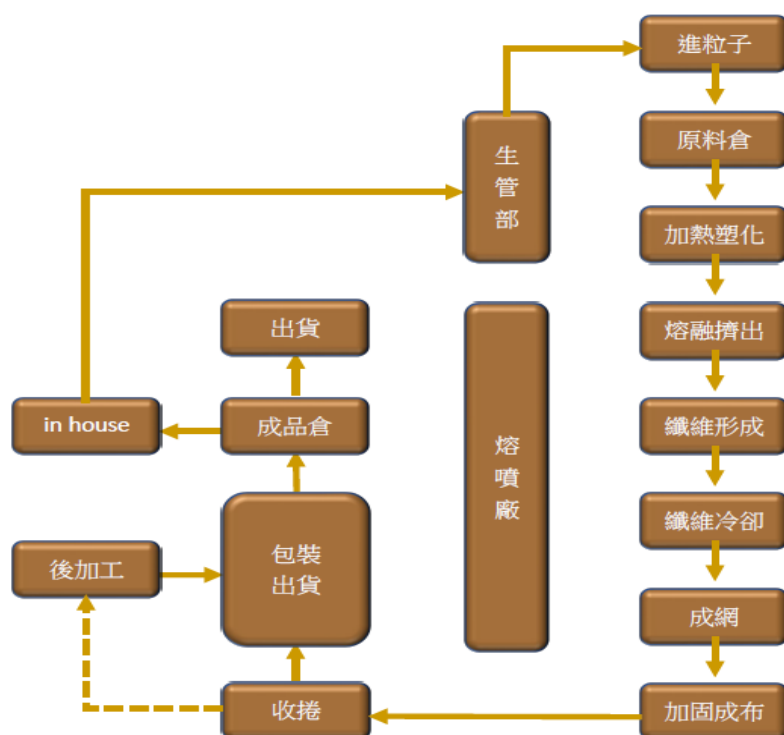 進粒子
生
管
部
原料倉
加熱塑化
出貨
熔融擠出
in house
成品倉
纖維形成
熔
噴
廠
纖維冷卻
後加工
包裝
出貨
成網
收捲
加固成布